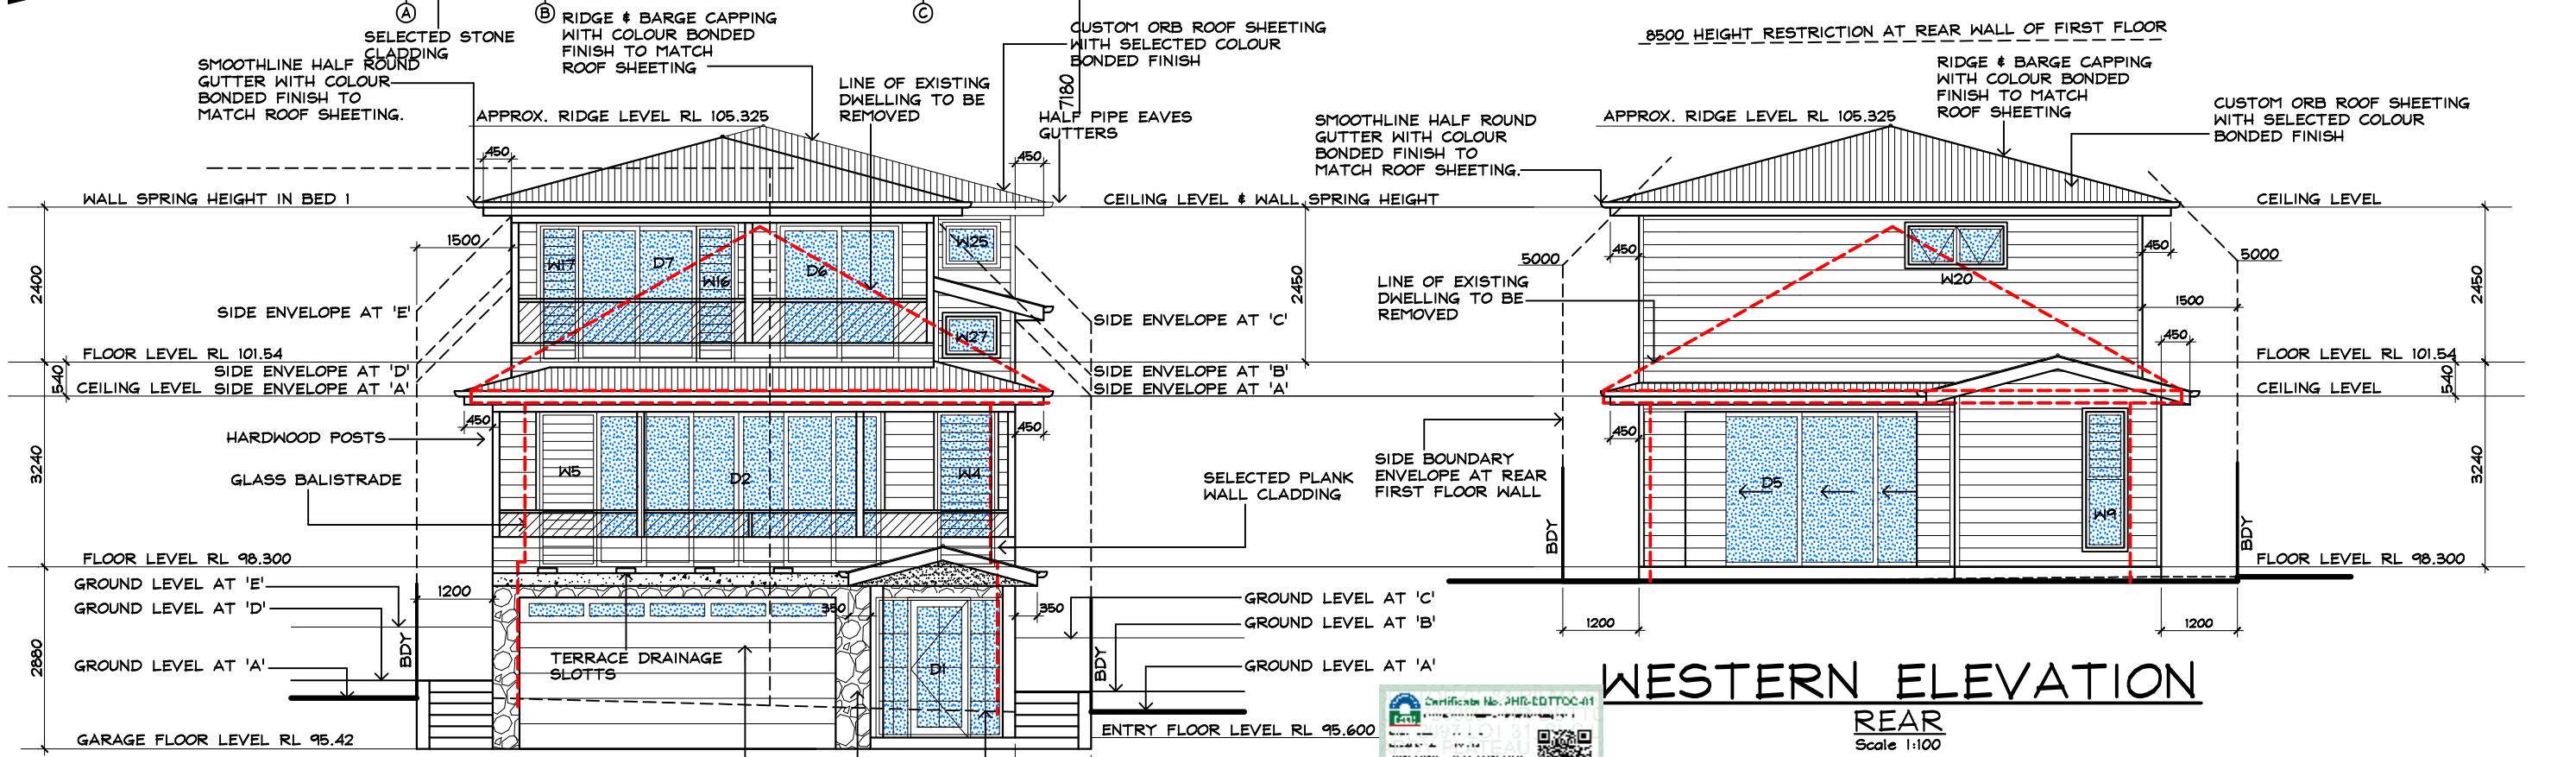 A
B
C
SELECTED STONE
CLADDING
RIDGE & BARGE CAPPING
WITH COLOUR BONDED
FINISH TO MATCH
ROOF SHEETING
CUSTOM ORB ROOF SHEETING
WITH SELECTED COLOUR
BONDED FINISH
SMOOTHLINE HALF ROUND
GUTTER WITH COLOUR
BONDED FINISH TO
MATCH ROOF SHEETING.
LINE OF EXISTING
DWELLING TO BE
REMOVED
7180
HALF PIPE EAVES
GUTTERS
APPROX. RIDGE LEVEL RL 105.325
450
450
WALL SPRING HEIGHT IN BED 1
CEILING LEVEL & WALL SPRING HEIGHT
1500
W17
D7
W16
D6
W25
W27
2400
2450
SIDE ENVELOPE AT 'E'
SIDE ENVELOPE AT 'C'
FLOOR LEVEL RL 101.54
SIDE ENVELOPE AT 'D'
SIDE ENVELOPE AT 'B'
540
CEILING LEVEL
SIDE ENVELOPE AT 'A'
SIDE ENVELOPE AT 'A'
450
450
HARDWOOD POSTS
GLASS BALISTRADE
W5
D2
W4
3240
SELECTED PLANK
WALL CLADDING
FLOOR LEVEL RL 98.300
GROUND LEVEL AT 'E'
GROUND LEVEL AT 'D'
GROUND LEVEL AT 'A'
1200
350
350
GROUND LEVEL AT 'C'
GROUND LEVEL AT 'B'
GROUND LEVEL AT 'A'
BDY
BDY
2880
TERRACE DRAINAGE
SLOTTS
D1
GARAGE FLOOR LEVEL RL 95.42
ENTRY FLOOR LEVEL RL 95.600
8500 HEIGHT RESTRICTION AT REAR WALL OF FIRST FLOOR
RIDGE & BARGE CAPPING
WITH COLOUR BONDED
FINISH TO MATCH
ROOF SHEETING
CUSTOM ORB ROOF SHEETING
WITH SELECTED COLOUR
BONDED FINISH
APPROX. RIDGE LEVEL RL 105.325
SMOOTHLINE HALF ROUND
GUTTER WITH COLOUR
BONDED FINISH TO
MATCH ROOF SHEETING.
CEILING LEVEL
450
450
5000
5000
W20
LINE OF EXISTING
DWELLING TO BE
REMOVED
1500
2450
450
FLOOR LEVEL RL 101.54
540
CEILING LEVEL
450
SIDE BOUNDARY
ENVELOPE AT REAR
FIRST FLOOR WALL
D5
W9
3240
BDY
BDY
FLOOR LEVEL RL 98.300
1200
1200
WESTERN ELEVATION
REAR
Scale 1:100
Certificate No.